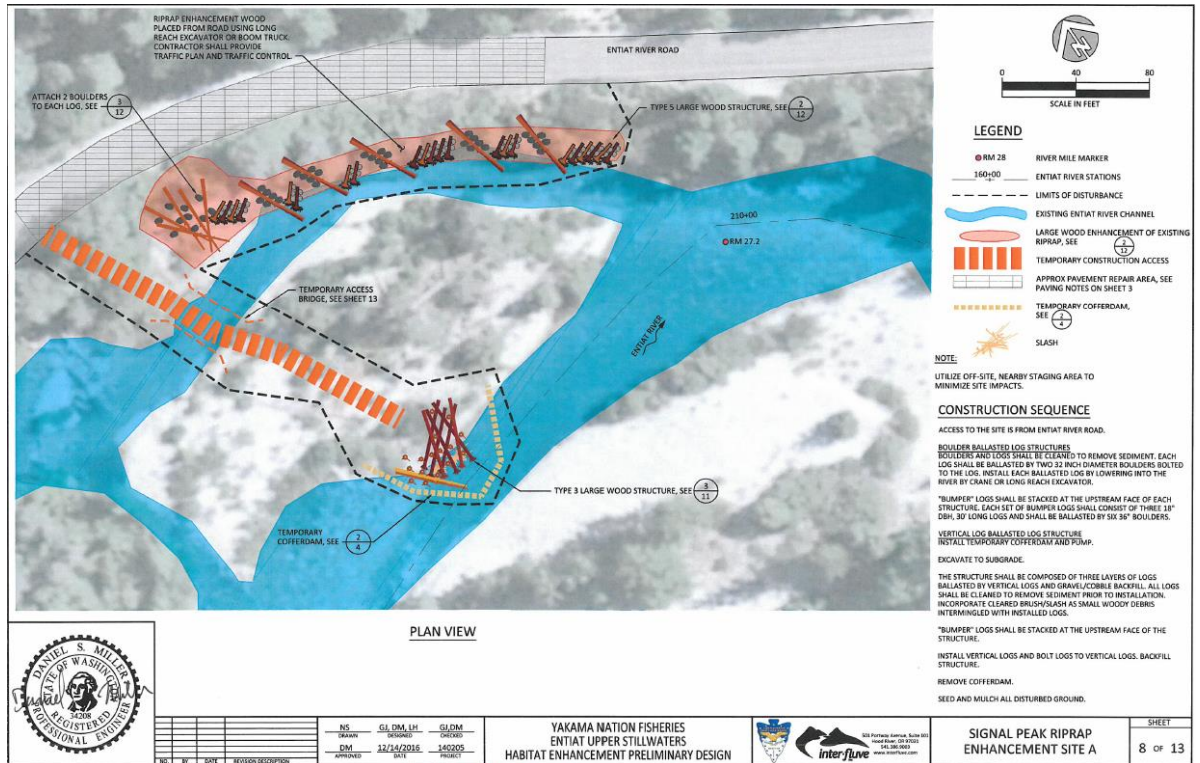 RIPRAP ENHANCEMENT WOOD
PLACED FROM ROAD USING LONG
REACH EXCAVATOR OR BOOM TRUCK.
CONTRACTOR SHALL PROVIDE
TRAFFIC PLAN AND TRAFFIC CONTROL.
ENTIAT RIVER ROAD
ATTACH 2 BOULDERS
TO EACH LOG, SEE
3
12
TYPE 5 LARGE WOOD STRUCTURE, SEE
2
12
210+00
RM 27.2
TEMPORARY ACCESS
BRIDGE, SEE SHEET 13
ENTIAT RIVER
TYPE 3 LARGE WOOD STRUCTURE, SEE
3
11
TEMPORARY
COFFERDAM, SEE
2
4
PLAN VIEW
0 40 80
SCALE IN FEET
LEGEND
RM 28 RIVER MILE MARKER
160+00 ENTIAT RIVER STATIONS
LIMITS OF DISTURBANCE
EXISTING ENTIAT RIVER CHANNEL
LARGE WOOD ENHANCEMENT OF EXISTING
RIPRAP, SEE
2
12
TEMPORARY CONSTRUCTION ACCESS
APPROX PAVEMENT REPAIR AREA, SEE
PAVING NOTES ON SHEET 3
TEMPORARY COFFERDAM,
SEE
2
4
SLASH
NOTE:
UTILIZE OFF-SITE, NEARBY STAGING AREA TO
MINIMIZE SITE IMPACTS.
CONSTRUCTION SEQUENCE
ACCESS TO THE SITE IS FROM ENTIAT RIVER ROAD.
BOULDER BALLASTED LOG STRUCTURES
BOULDERS AND LOGS SHALL BE CLEANED TO REMOVE SEDIMENT. EACH
LOG SHALL BE BALLASTED BY TWO 32 INCH DIAMETER BOULDERS BOLTED
TO THE LOG. INSTALL EACH BALLASTED LOG BY LOWERING INTO THE
RIVER BY CRANE OR LONG REACH EXCAVATOR.
"BUMPER" LOGS SHALL BE STACKED AT THE UPSTREAM FACE OF EACH
STRUCTURE. EACH SET OF BUMPER LOGS SHALL CONSIST OF THREE 18"
DBH, 30' LONG LOGS AND SHALL BE BALLASTED BY SIX 36" BOULDERS.
VERTICAL LOG BALLASTED LOG STRUCTURE
INSTALL TEMPORARY COFFERDAM AND PUMP.
EXCAVATE TO SUBGRADE.
THE STRUCTURE SHALL BE COMPOSED OF THREE LAYERS OF LOGS
BALLASTED BY VERTICAL LOGS AND GRAVEL/COBBLE BACKFILL. ALL LOGS
SHALL BE CLEANED TO REMOVE SEDIMENT PRIOR TO INSTALLATION.
INCORPORATE CLEARED BRUSH/SLASH AS SMALL WOODY DEBRIS
INTERMINGLED WITH INSTALLED LOGS.
"BUMPER" LOGS SHALL BE STACKED AT THE UPSTREAM FACE OF THE
STRUCTURE.
INSTALL VERTICAL LOGS AND BOLT LOGS TO VERTICAL LOGS. BACKFILL
STRUCTURE.
REMOVE COFFERDAM.
SEED AND MULCH ALL DISTURBED GROUND.
DANIEL S. MILLER
STATE OF WASHINGTON
34208
REGISTERED
PROFESSIONAL ENGINEER
NO. BY DATE REVISION DESCRIPTION
NS GJ, DM, LH GJ,DM
DRAWN DESIGNED CHECKED
DM 12/14/2016 140205
APPROVED DATE PROJECT
YAKAMA NATION FISHERIES
ENTIAT UPPER STILLWATERS
HABITAT ENHANCEMENT PRELIMINARY DESIGN
inter-fluve
501 Portway Avenue, Suite 101
Hood River, OR 97031
541.386.9003
www.interfluve.com
SIGNAL PEAK RIPRAP
ENHANCEMENT SITE A
SHEET
8 OF 13